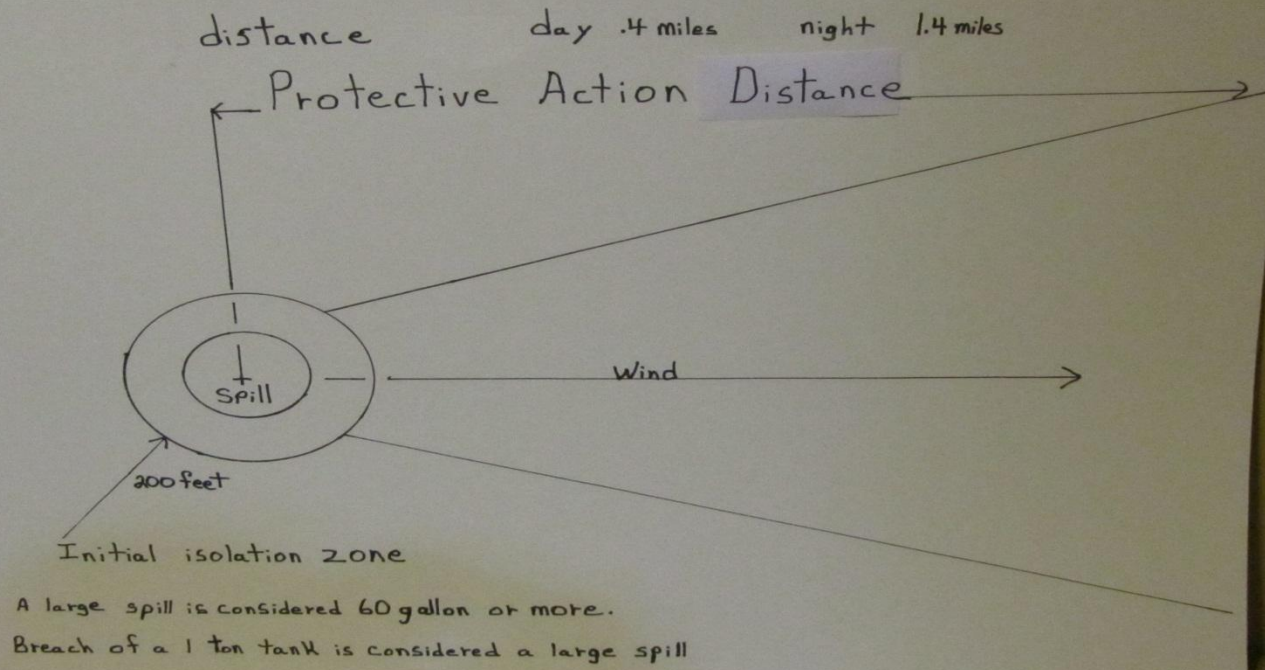 distance day .4 miles night 1.4 miles
Protective Action Distance
Wind
Spill
200 feet
Initial isolation zone
A large spill is considered 60 gallon or more.
Breach of a 1 ton tank is considered a large spill